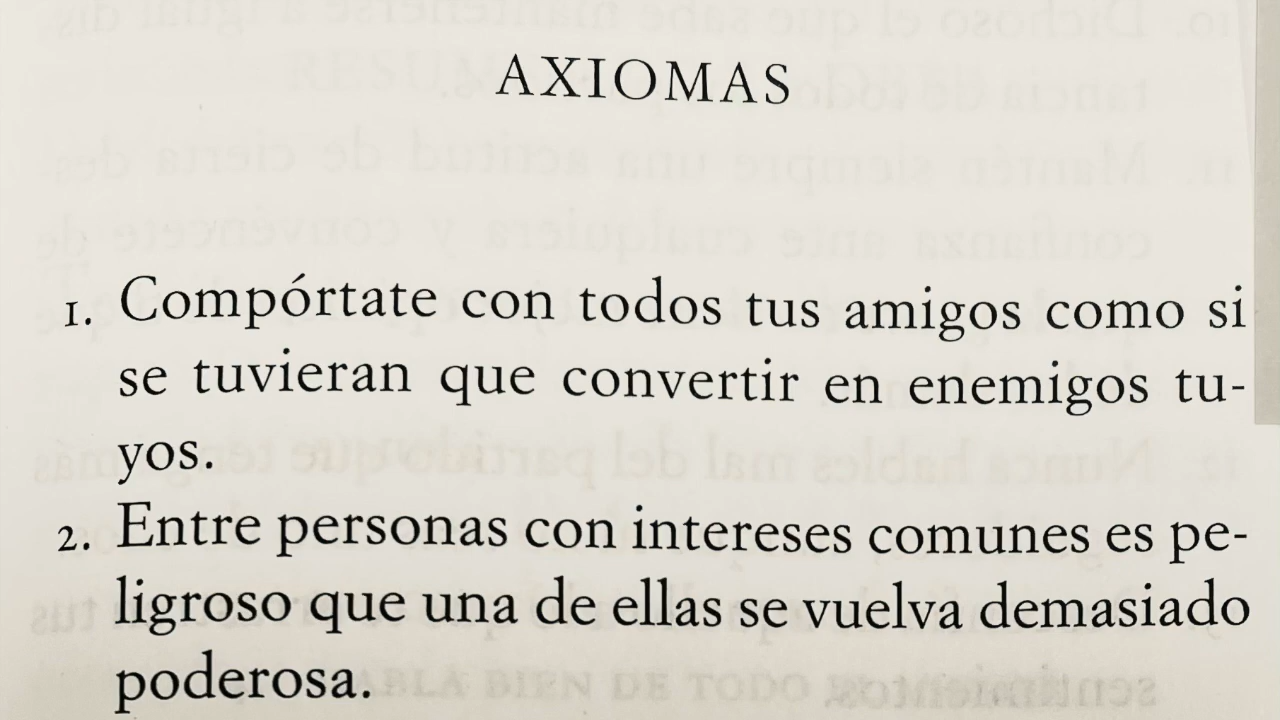 AXIOMAS
1. Compórtate con todos tus amigos como si
se tuvieran que convertir en enemigos tu-
yos.
2. Entre personas con intereses comunes es pe-
ligroso que una de ellas se vuelva demasiado
poderosa.